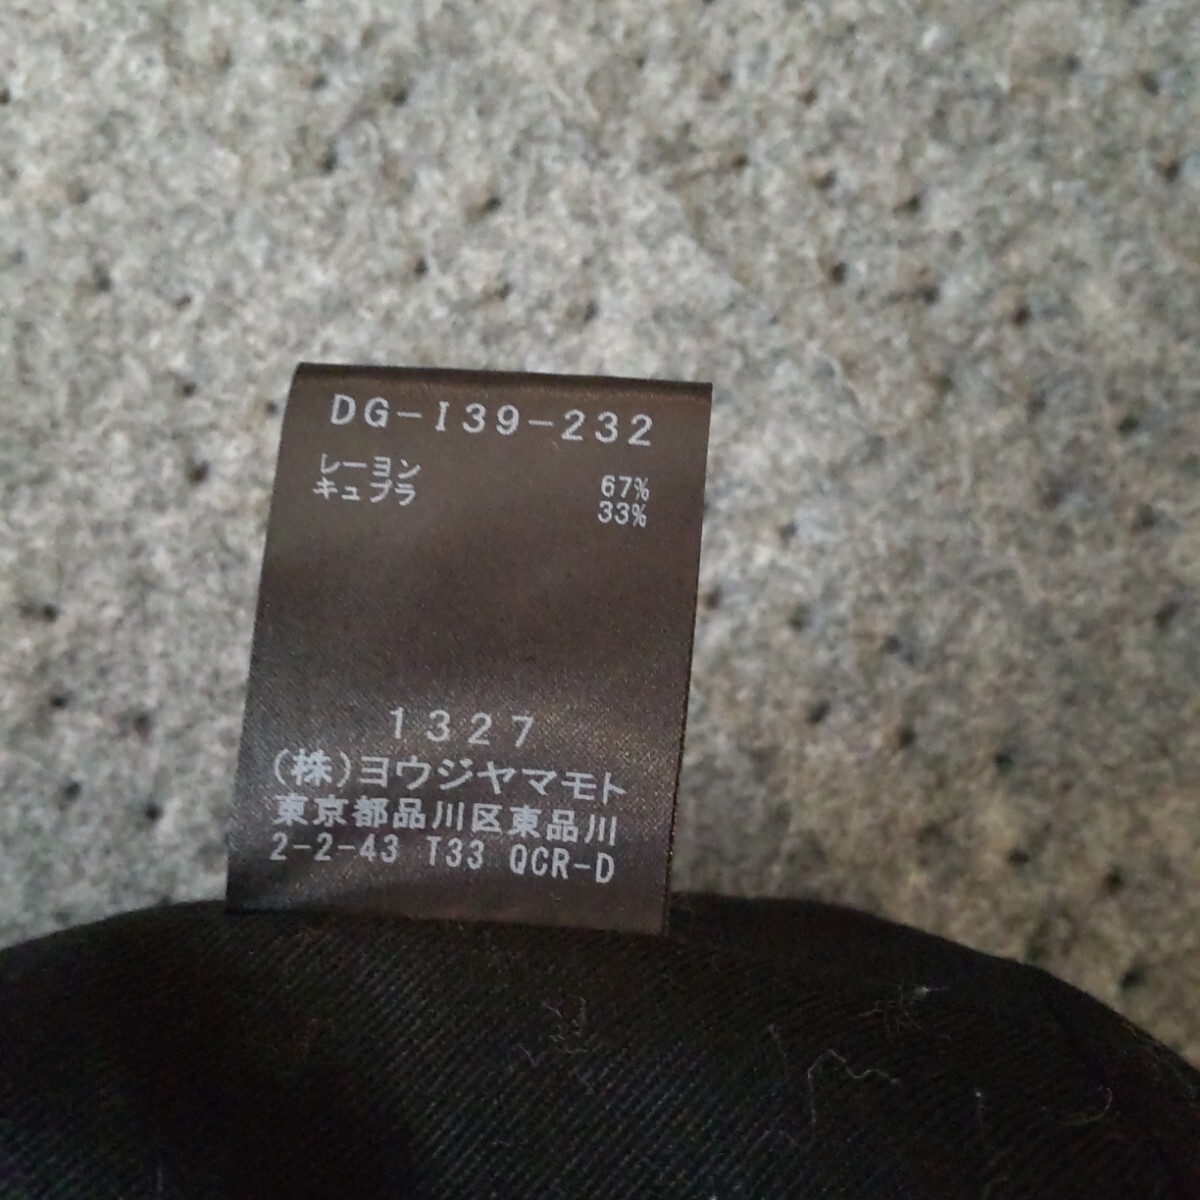 DG-I39-232
レーヨン 67%
キュプラ 33%
1327
(株)ヨウジヤマモト
東京都品川区東品川
2-2-43 T33 QCR-D